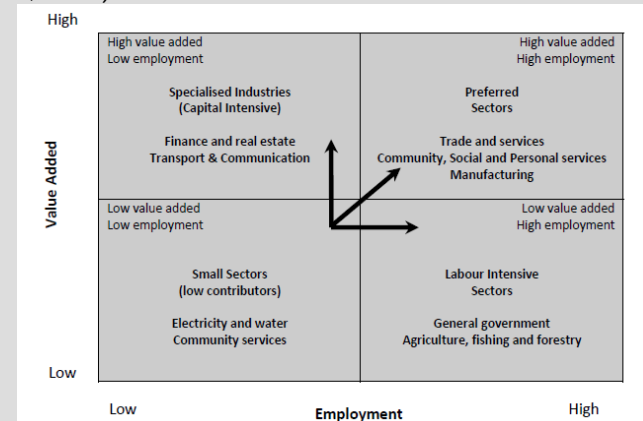 High
High value added
Low employment
Specialised Industries
(Capital Intensive)
Finance and real estate
Transport & Communication
High value added
High employment
Preferred
Sectors
Trade and services
Community, Social and Personal services
Manufacturing
Value Added
Low value added
Low employment
Small Sectors
(low contributors)
Electricity and water
Community services
Low value added
High employment
Labour Intensive
Sectors
General government
Agriculture, fishing and forestry
Low
Low
Employment
High